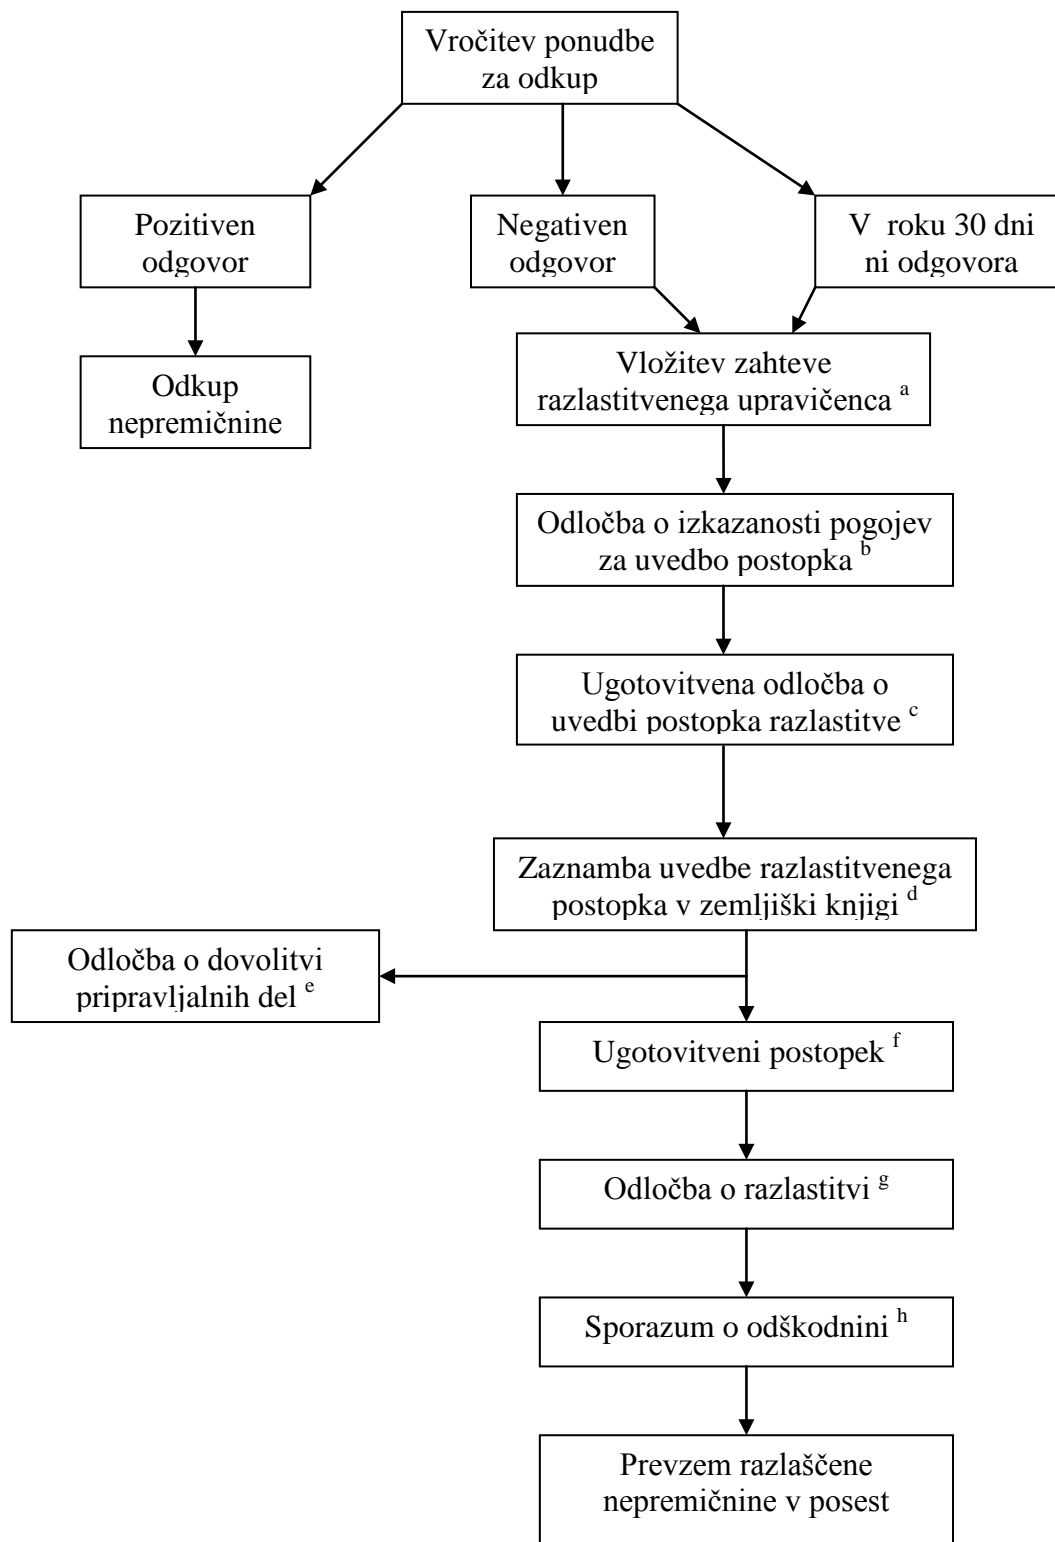 Vročitev ponudbe
za odkup
Pozitiven
odgovor
Negativen
odgovor
V roku 30 dni
ni odgovora
Odkup
nepremičnine
Vložitev zahteve
razlastitvenega upravičenca a
Odločba o izkazanosti pogojev
za uvedbo postopka b
Ugotovitvena odločba o
uvedbi postopka razlastitve c
Zaznamba uvedbe razlastitvenega
postopka v zemljiški knjigi d
Odločba o dovolitvi
pripravljalnih del e
Ugotovitveni postopek f
Odločba o razlastitvi g
Sporazum o odškodnini h
Prevzem razlaščene
nepremičnine v posest